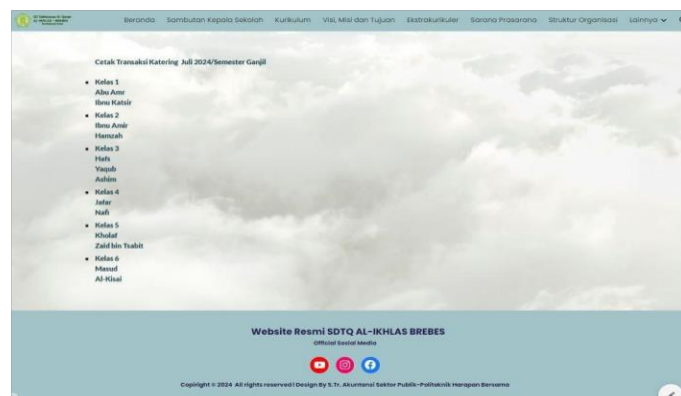 Beranda Sambutan Kepala Sekolah Kurikulum Visi, Misi dan Tujuan Ekstrakurikuler Sarana Prasarana Struktur Organisasi Lainnya
Cetak Transaksi Katering Juli 2024/Semester Ganjil
Kelas 1
Abu Amr
Ibnu Katsir
Kelas 2
Ibnu Amir
Hamzah
Kelas 3
Hafs
Yaqub
Ashim
Kelas 4
Jafar
Nafi
Kelas 5
Kholaf
Zaid bin Tsabit
Kelas 6
Masud
Al-Kisai
Website Resmi SDTQ AL-IKHLAS BREBES
Official Sosial Media
Copiright © 2024 All rights reserved | Design By S.Tr. Akuntansi Sektor Publik-Politeknik Harapan Bersama